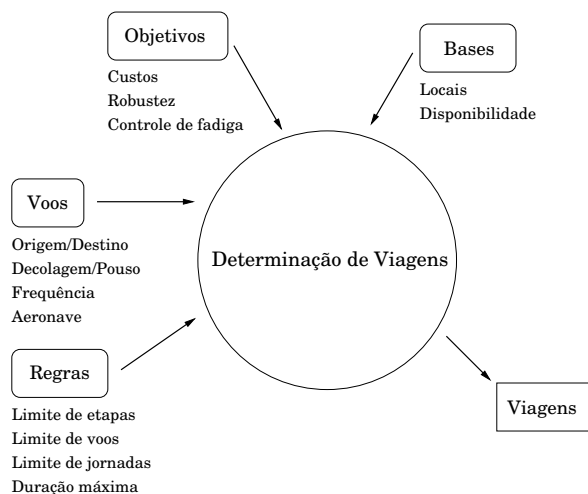 Objetivos
Custos
Robustez
Controle de fadiga
Bases
Locais
Disponibilidade
Voos
Origem/Destino
Decolagem/Pouso
Frequência
Aeronave
Determinação de Viagens
Regras
Limite de etapas
Limite de voos
Limite de jornadas
Duração máxima
Viagens